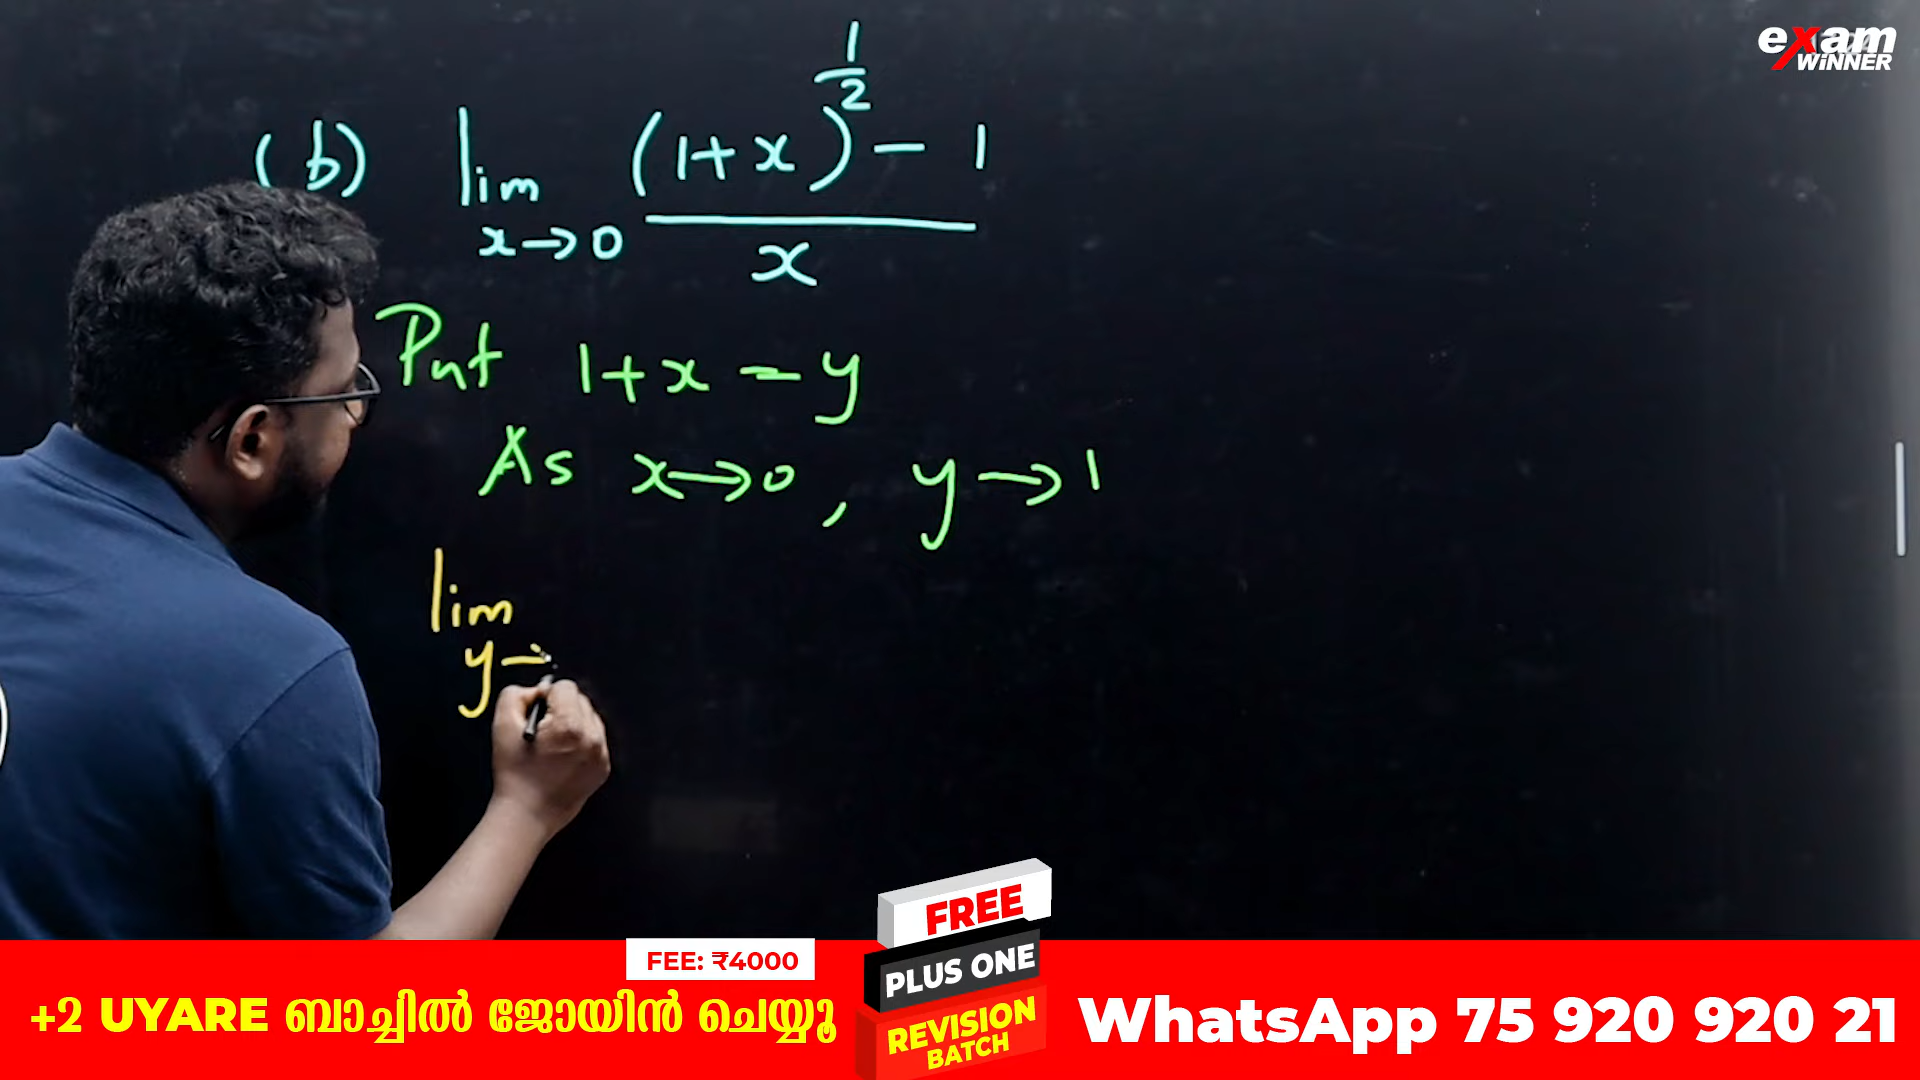 exam
WiNNER
(b) lim (1+x)^1/2 - 1
x→0 x
Put 1+x = y
As x→0 , y→1
lim
y→
FEE: ₹4000
+2 UYARE ബാച്ചിൽ ജോയിൻ ചെയ്യൂ
FREE
PLUS ONE
REVISION
BATCH
WhatsApp 75 920 920 21